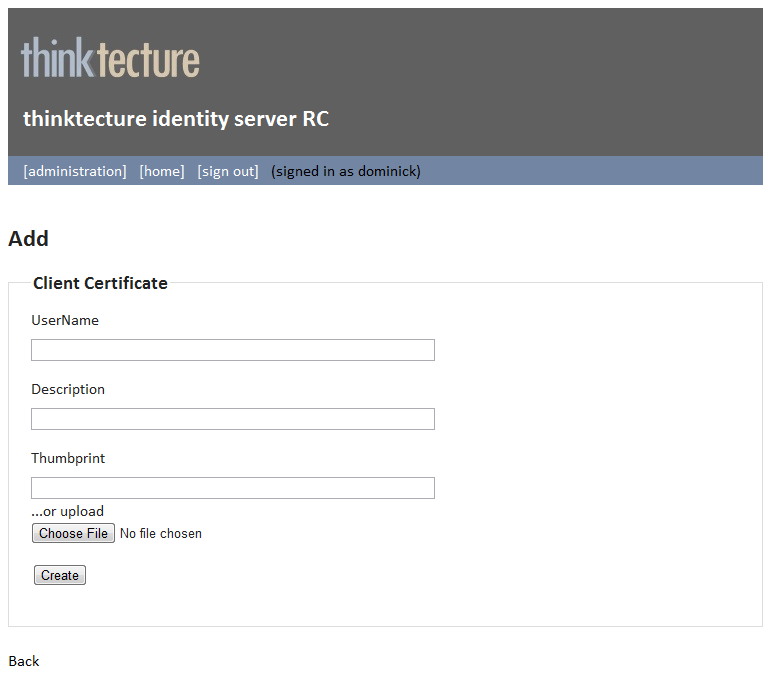 thinktecture
thinktecture identity server RC
[administration] [home] [sign out] (signed in as dominick)
Add
Client Certificate
UserName
Description
Thumbprint
...or upload
Choose File No file chosen
Create
Back